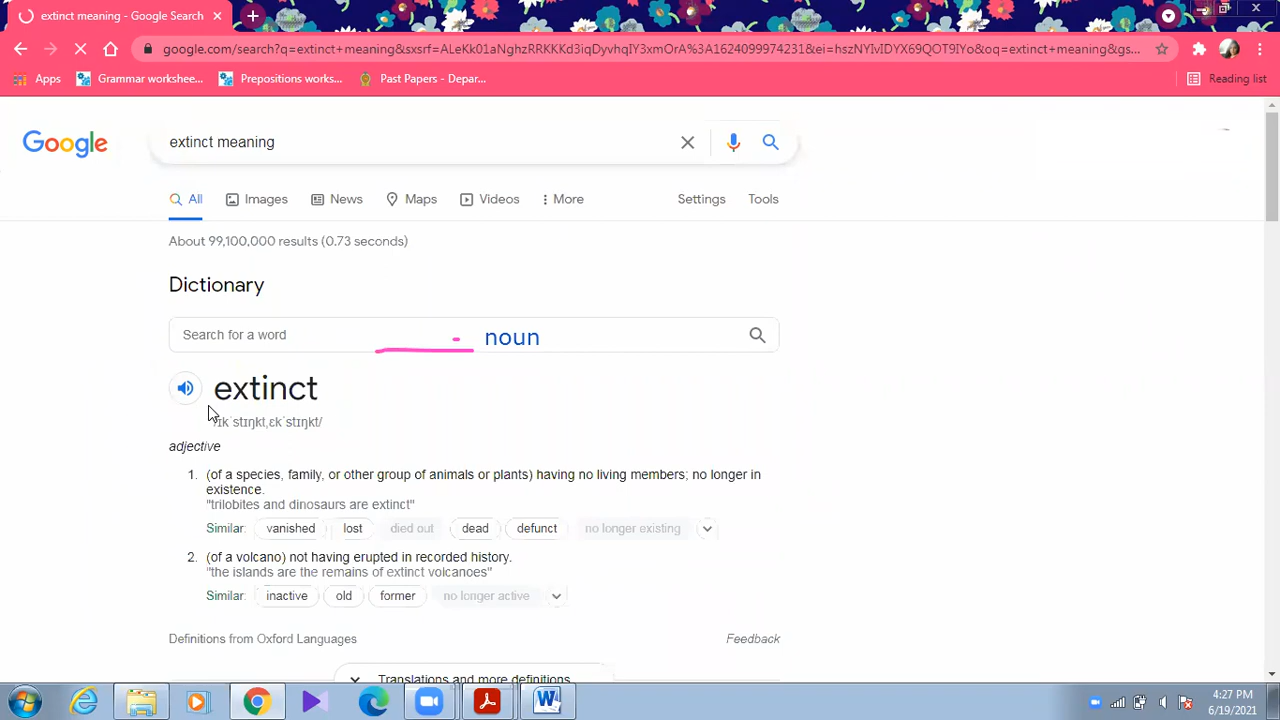 extinct meaning - Google Search
google.com/search?q=extinct+meaning&sxsrf=ALeKk01aNghzRRKKKd3iqDyvhqIY3xmOrA%3A1624099974231&ei=hszNYIvIDYX69QOT9IYo&oq=extinct+meaning&gs...
Apps Grammar workshee... Prepositions works... Past Papers - Depar... Reading list
Google extinct meaning
All Images News Maps Videos More Settings Tools
About 99,100,000 results (0.73 seconds)
Dictionary
Search for a word - noun
extinct
/ɪkˈstɪŋkt,ɛkˈstɪŋkt/
adjective
1. (of a species, family, or other group of animals or plants) having no living members; no longer in
existence.
"trilobites and dinosaurs are extinct"
Similar: vanished lost died out dead defunct no longer existing
2. (of a volcano) not having erupted in recorded history.
"the islands are the remains of extinct volcanoes"
Similar: inactive old former no longer active
Definitions from Oxford Languages Feedback
Translations and more definitions
4:27 PM
6/19/2021